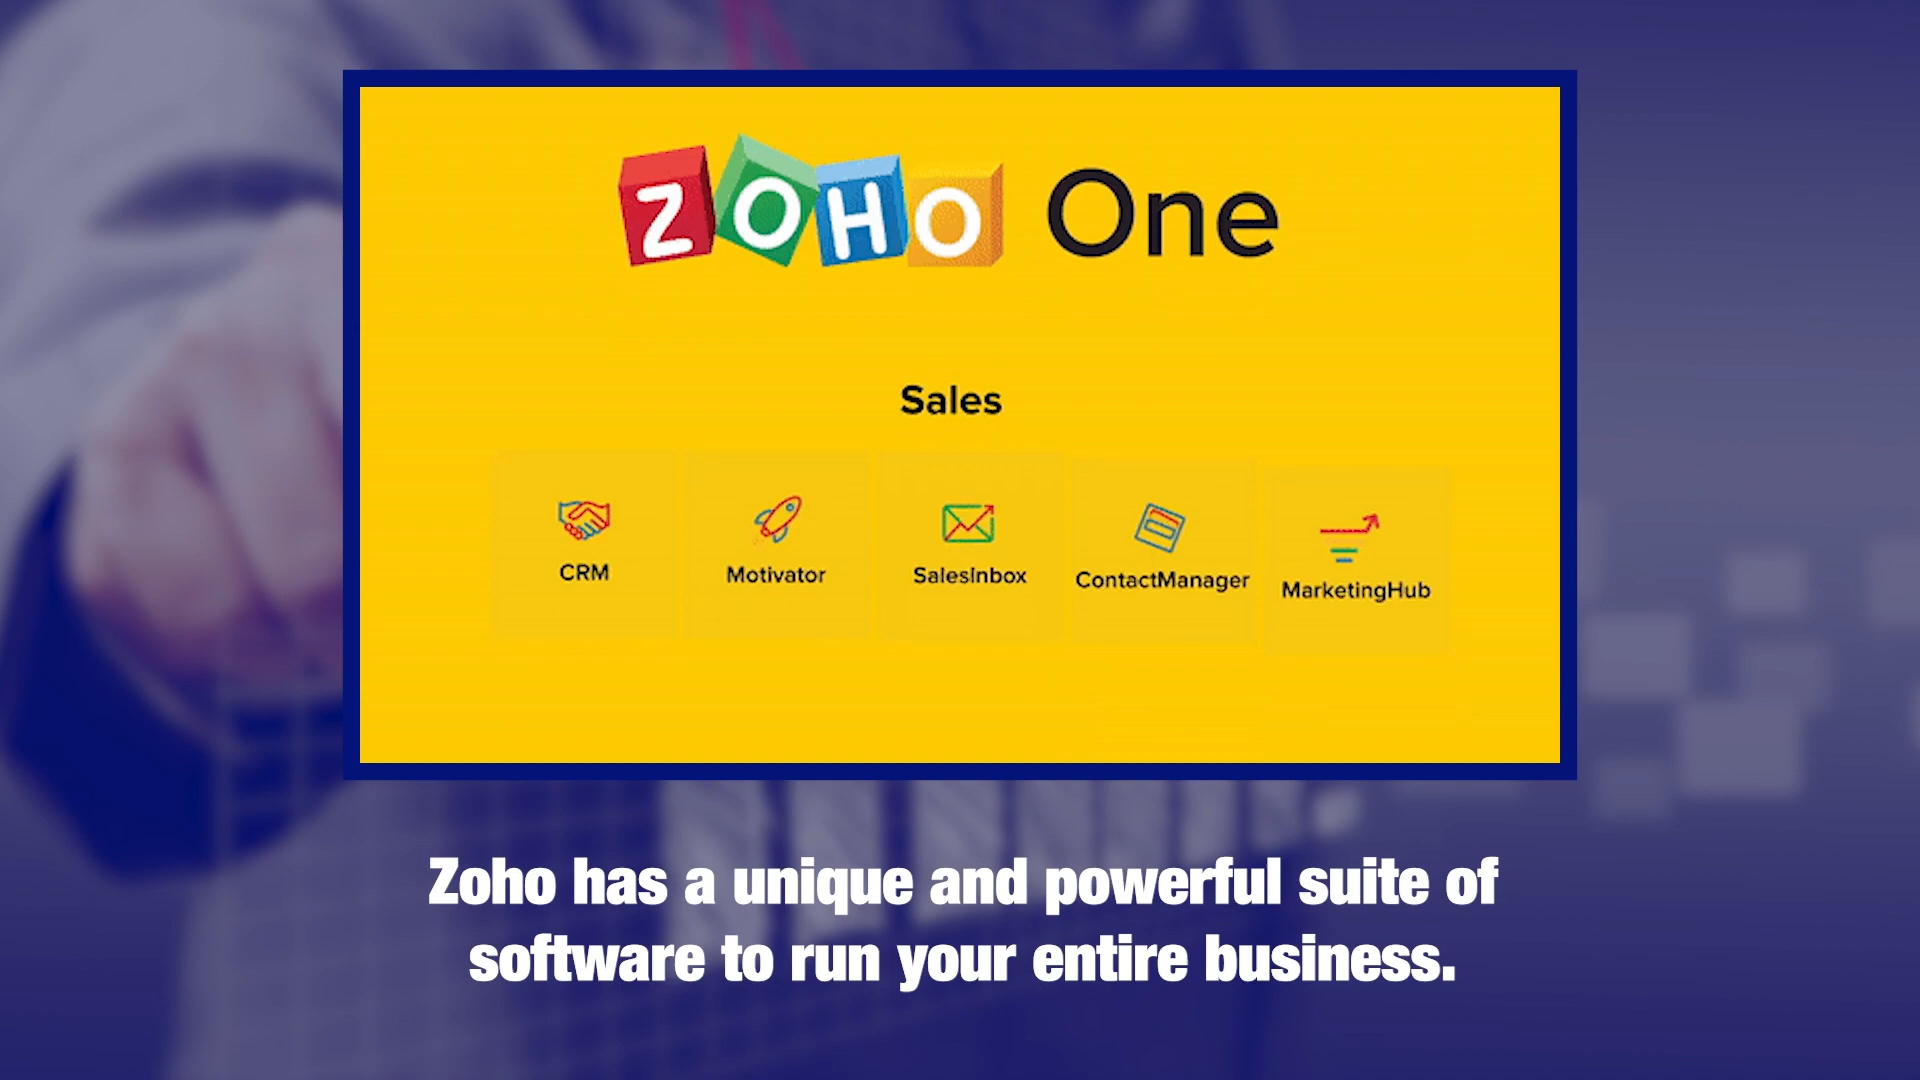 ZOHO One
Sales
CRM
Motivator
SalesInbox
ContactManager
MarketingHub
Zoho has a unique and powerful suite of
software to run your entire business.